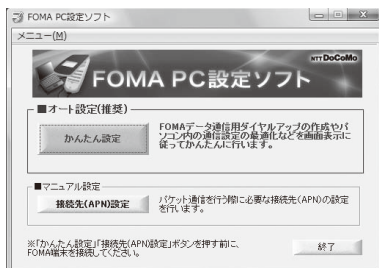 FOMA PC設定ソフト
メニュー(M)
NTT DoCoMo
FOMA PC設定ソフト
■オート設定(推奨)
かんたん設定
FOMAデータ通信用ダイヤルアップの作成やパ
ソコン内の通信設定の最適化などを画面表示に
従ってかんたんに行います。
■マニュアル設定
接続先(APN)設定
パケット通信を行う際に必要な接続先(APN)の設定
を行います。
※「かんたん設定」「接続先(APN)設定」ボタンを押す前に、
FOMA端末を接続してください。
終了